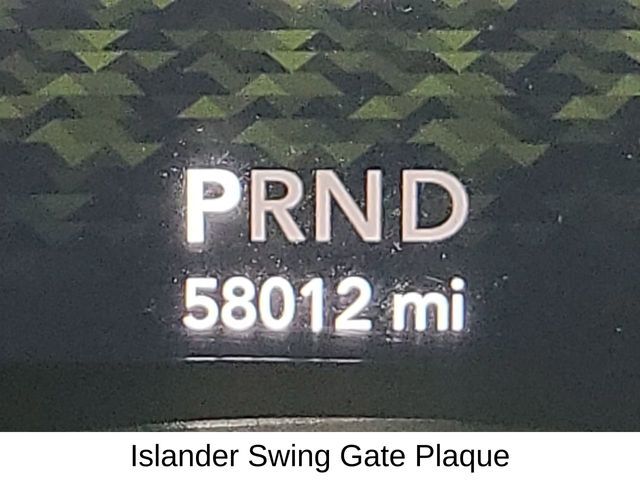 PRND
58012 mi
Islander Swing Gate Plaque